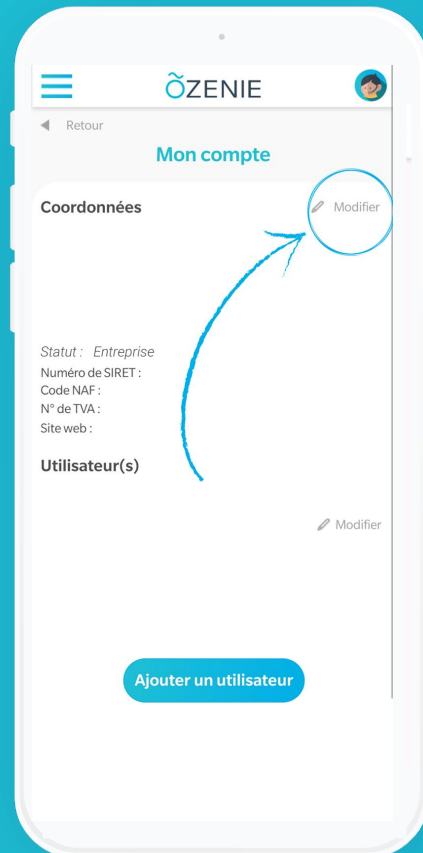 ÕZENIE
Retour
Mon compte
Coordonnées
Modifier
Statut : Entreprise
Numéro de SIRET :
Code NAF :
N° de TVA :
Site web :
Utilisateur(s)
Modifier
Ajouter un utilisateur